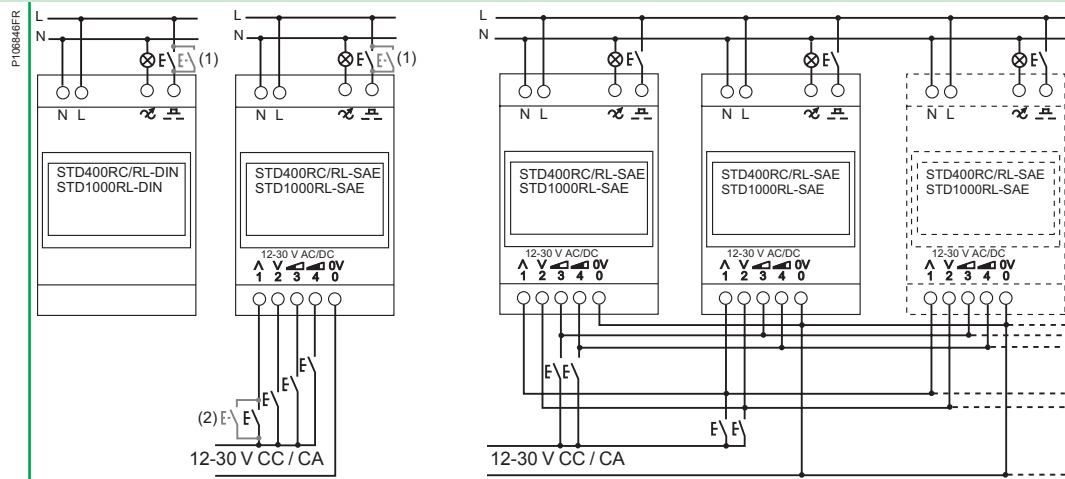 P106846FR
L
N
(1)
N L
STD400RC/RL-DIN
STD1000RL-DIN
L
N
(1)
N L
STD400RC/RL-SAE
STD1000RL-SAE
12-30 V AC/DC
0V
1 2 3 4 0
(2)
12-30 V CC / CA
L
N
N L
N L
N L
STD400RC/RL-SAE
STD1000RL-SAE
STD400RC/RL-SAE
STD1000RL-SAE
STD400RC/RL-SAE
STD1000RL-SAE
12-30 V AC/DC
0V
1 2 3 4 0
12-30 V AC/DC
0V
1 2 3 4 0
12-30 V AC/DC
0V
1 2 3 4 0
12-30 V CC / CA